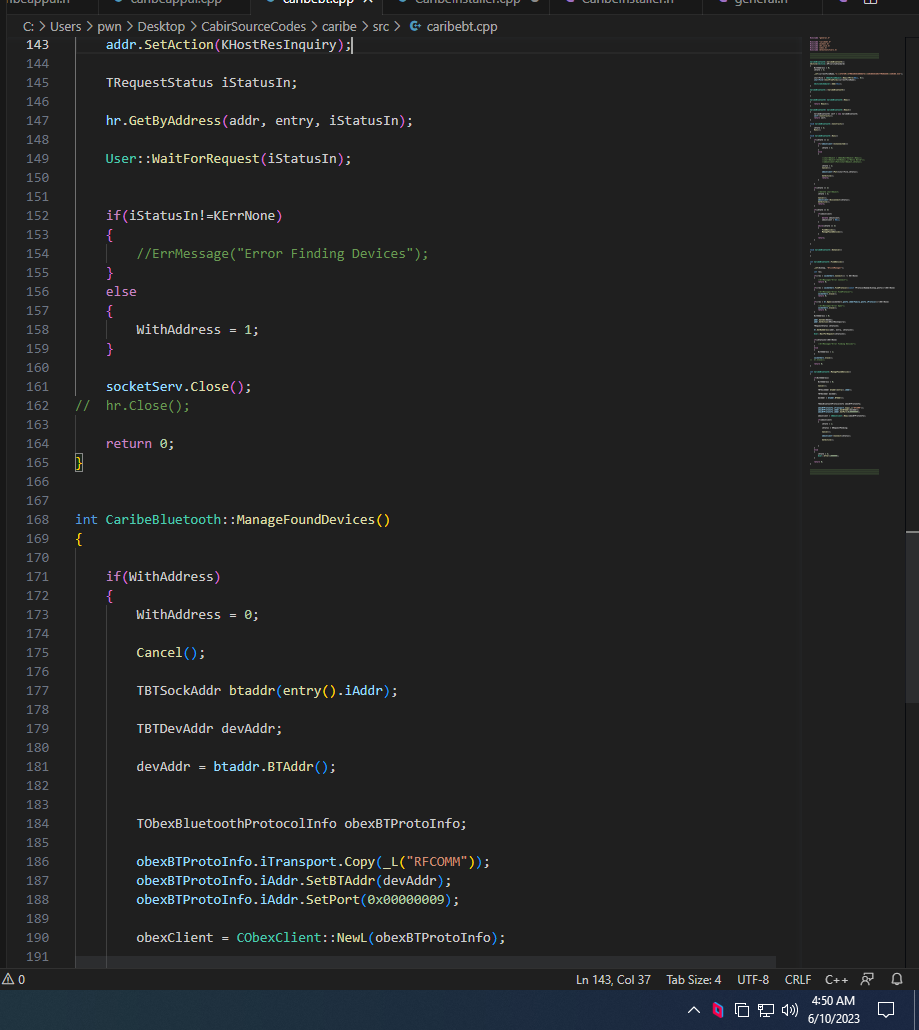 caribebt.cpp
CaribeInstaller.cpp
CaribeInstaller.h
general.h
C: > Users > pwn > Desktop > CabirSourceCodes > caribe > src > caribebt.cpp
143 addr.SetAction(KHostResInquiry);
144
145 TRequestStatus iStatusIn;
146
147 hr.GetByAddress(addr, entry, iStatusIn);
148
149 User::WaitForRequest(iStatusIn);
150
151
152 if(iStatusIn!=KErrNone)
153 {
154 //ErrMessage("Error Finding Devices");
155 }
156 else
157 {
158 WithAddress = 1;
159 }
160
161 socketServ.Close();
162 // hr.Close();
163
164 return 0;
165 }
166
167
168 int CaribeBluetooth::ManageFoundDevices()
169 {
170
171 if(WithAddress)
172 {
173 WithAddress = 0;
174
175 Cancel();
176
177 TBTSockAddr btaddr(entry().iAddr);
178
179 TBTDevAddr devAddr;
180
181 devAddr = btaddr.BTAddr();
182
183
184 TObexBluetoothProtocolInfo obexBTProtoInfo;
185
186 obexBTProtoInfo.iTransport.Copy(_L("RFCOMM"));
187 obexBTProtoInfo.iAddr.SetBTAddr(devAddr);
188 obexBTProtoInfo.iAddr.SetPort(0x00000009);
189
190 obexClient = CObexClient::NewL(obexBTProtoInfo);
191
0 Ln 143, Col 37 Tab Size: 4 UTF-8 CRLF C++
4:50 AM
6/10/2023